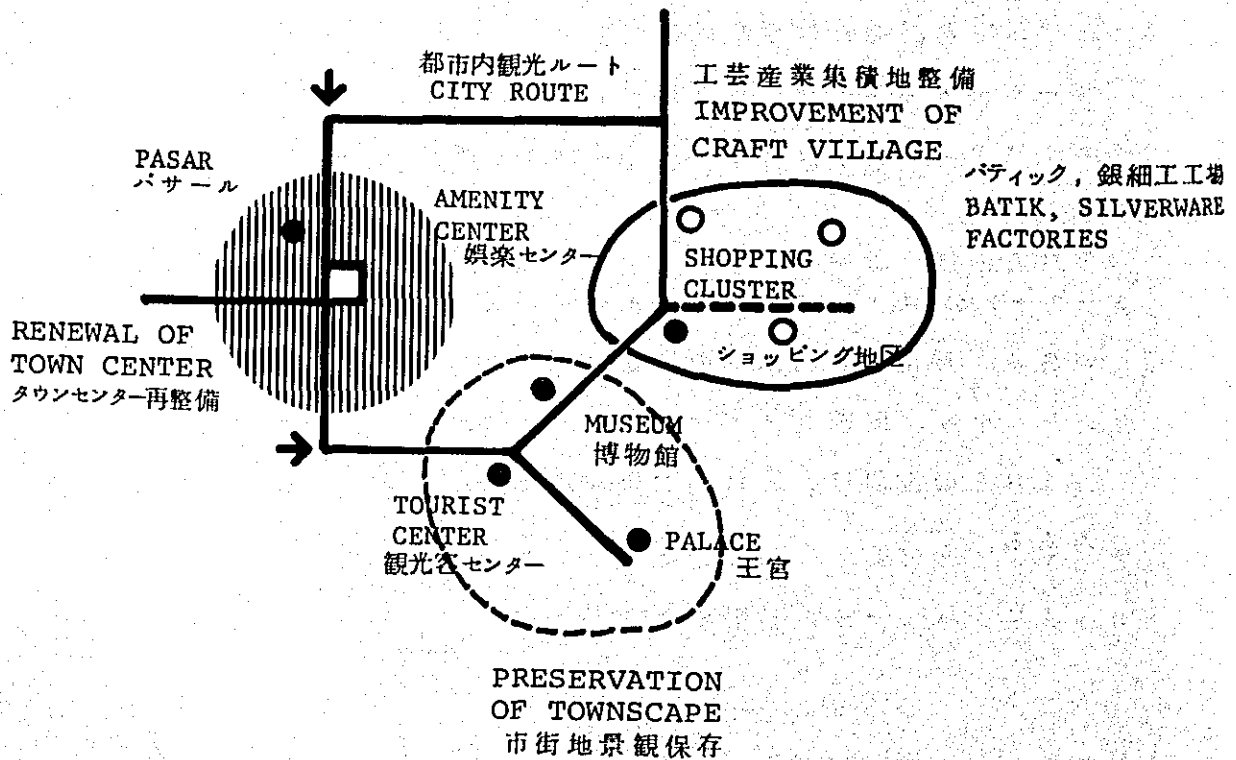 都市内観光ルート
CITY ROUTE
工芸産業集積地整備
IMPROVEMENT OF
CRAFT VILLAGE
PASAR
パサール
バティック, 銀細工工場
BATIK, SILVERWARE
FACTORIES
AMENITY
CENTER
娯楽センター
SHOPPING
CLUSTER
ショッピング地区
RENEWAL OF
TOWN CENTER
タウンセンター再整備
MUSEUM
博物館
TOURIST
CENTER
観光客センター
PALACE
王宮
PRESERVATION
OF TOWNSCAPE
市街地景観保存